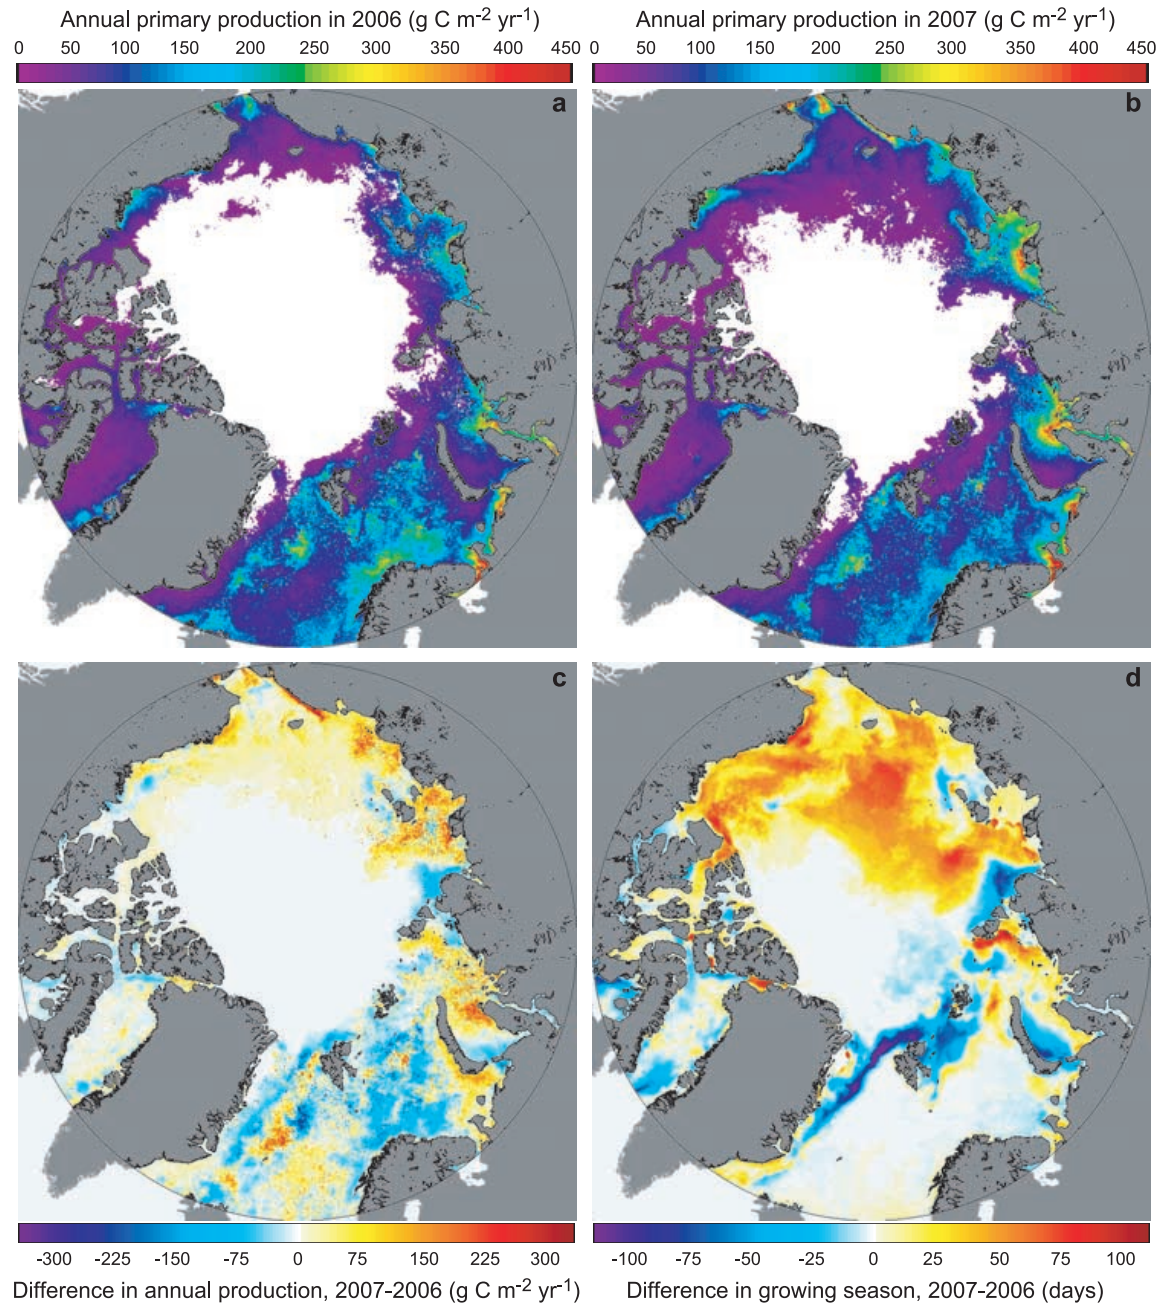 Annual primary production in 2006 (g C m-2 yr-1)
0 50 100 150 200 250 300 350 400 450
a
Annual primary production in 2007 (g C m-2 yr-1)
0 50 100 150 200 250 300 350 400 450
b
c
d
-300 -225 -150 -75 0 75 150 225 300
Difference in annual production, 2007-2006 (g C m-2 yr-1)
-100 -75 -50 -25 0 25 50 75 100
Difference in growing season, 2007-2006 (days)